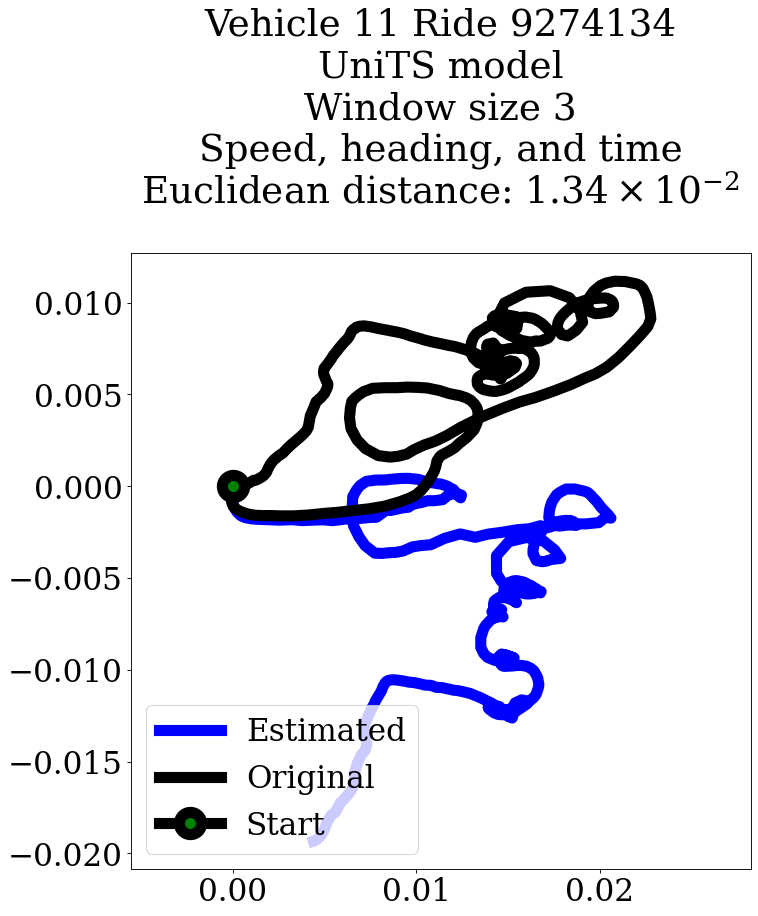 Vehicle 11 Ride 9274134
UniTS model
Window size 3
Speed, heading, and time
Euclidean distance: 1.34 × 10⁻²
0.010
0.005
0.000
−0.005
−0.010
−0.015
−0.020
Estimated
Original
Start
0.00 0.01 0.02